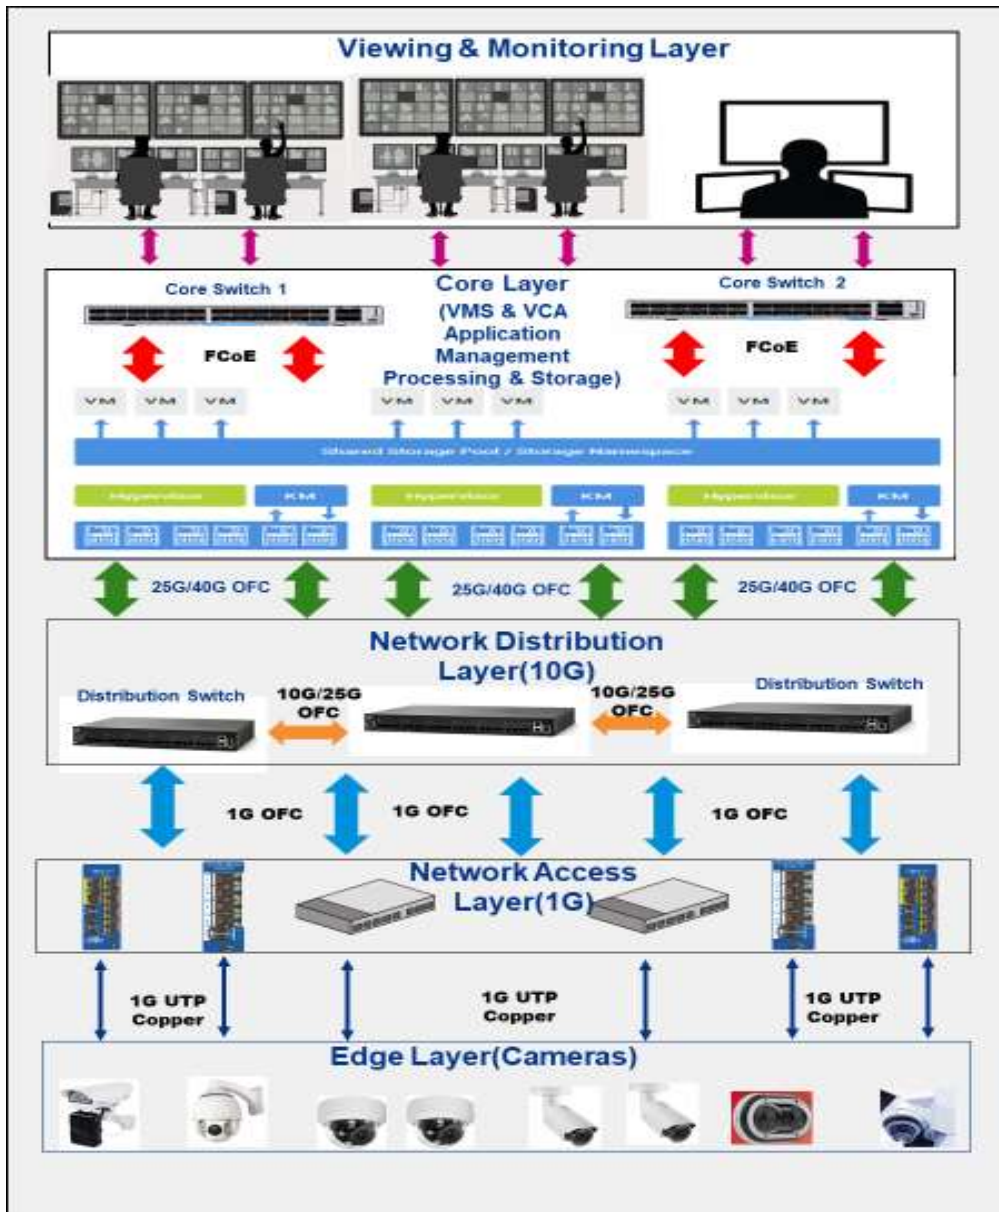 Viewing & Monitoring Layer
Core Switch 1
Core Layer
(VMS & VCA
Application
Management
Processing & Storage)
Core Switch 2
FCoE
FCoE
VM VM VM
VM VM VM
VM VM VM
Shared Storage Pool / Storage Namespace
Hypervisor
KM
Hypervisor
KM
Hypervisor
KM
25G/40G OFC
25G/40G OFC
25G/40G OFC
Network Distribution
Layer(10G)
Distribution Switch
10G/25G
OFC
10G/25G
OFC
Distribution Switch
1G OFC
1G OFC
1G OFC
Network Access
Layer(1G)
1G UTP
Copper
1G UTP
Copper
1G UTP
Copper
Edge Layer(Cameras)